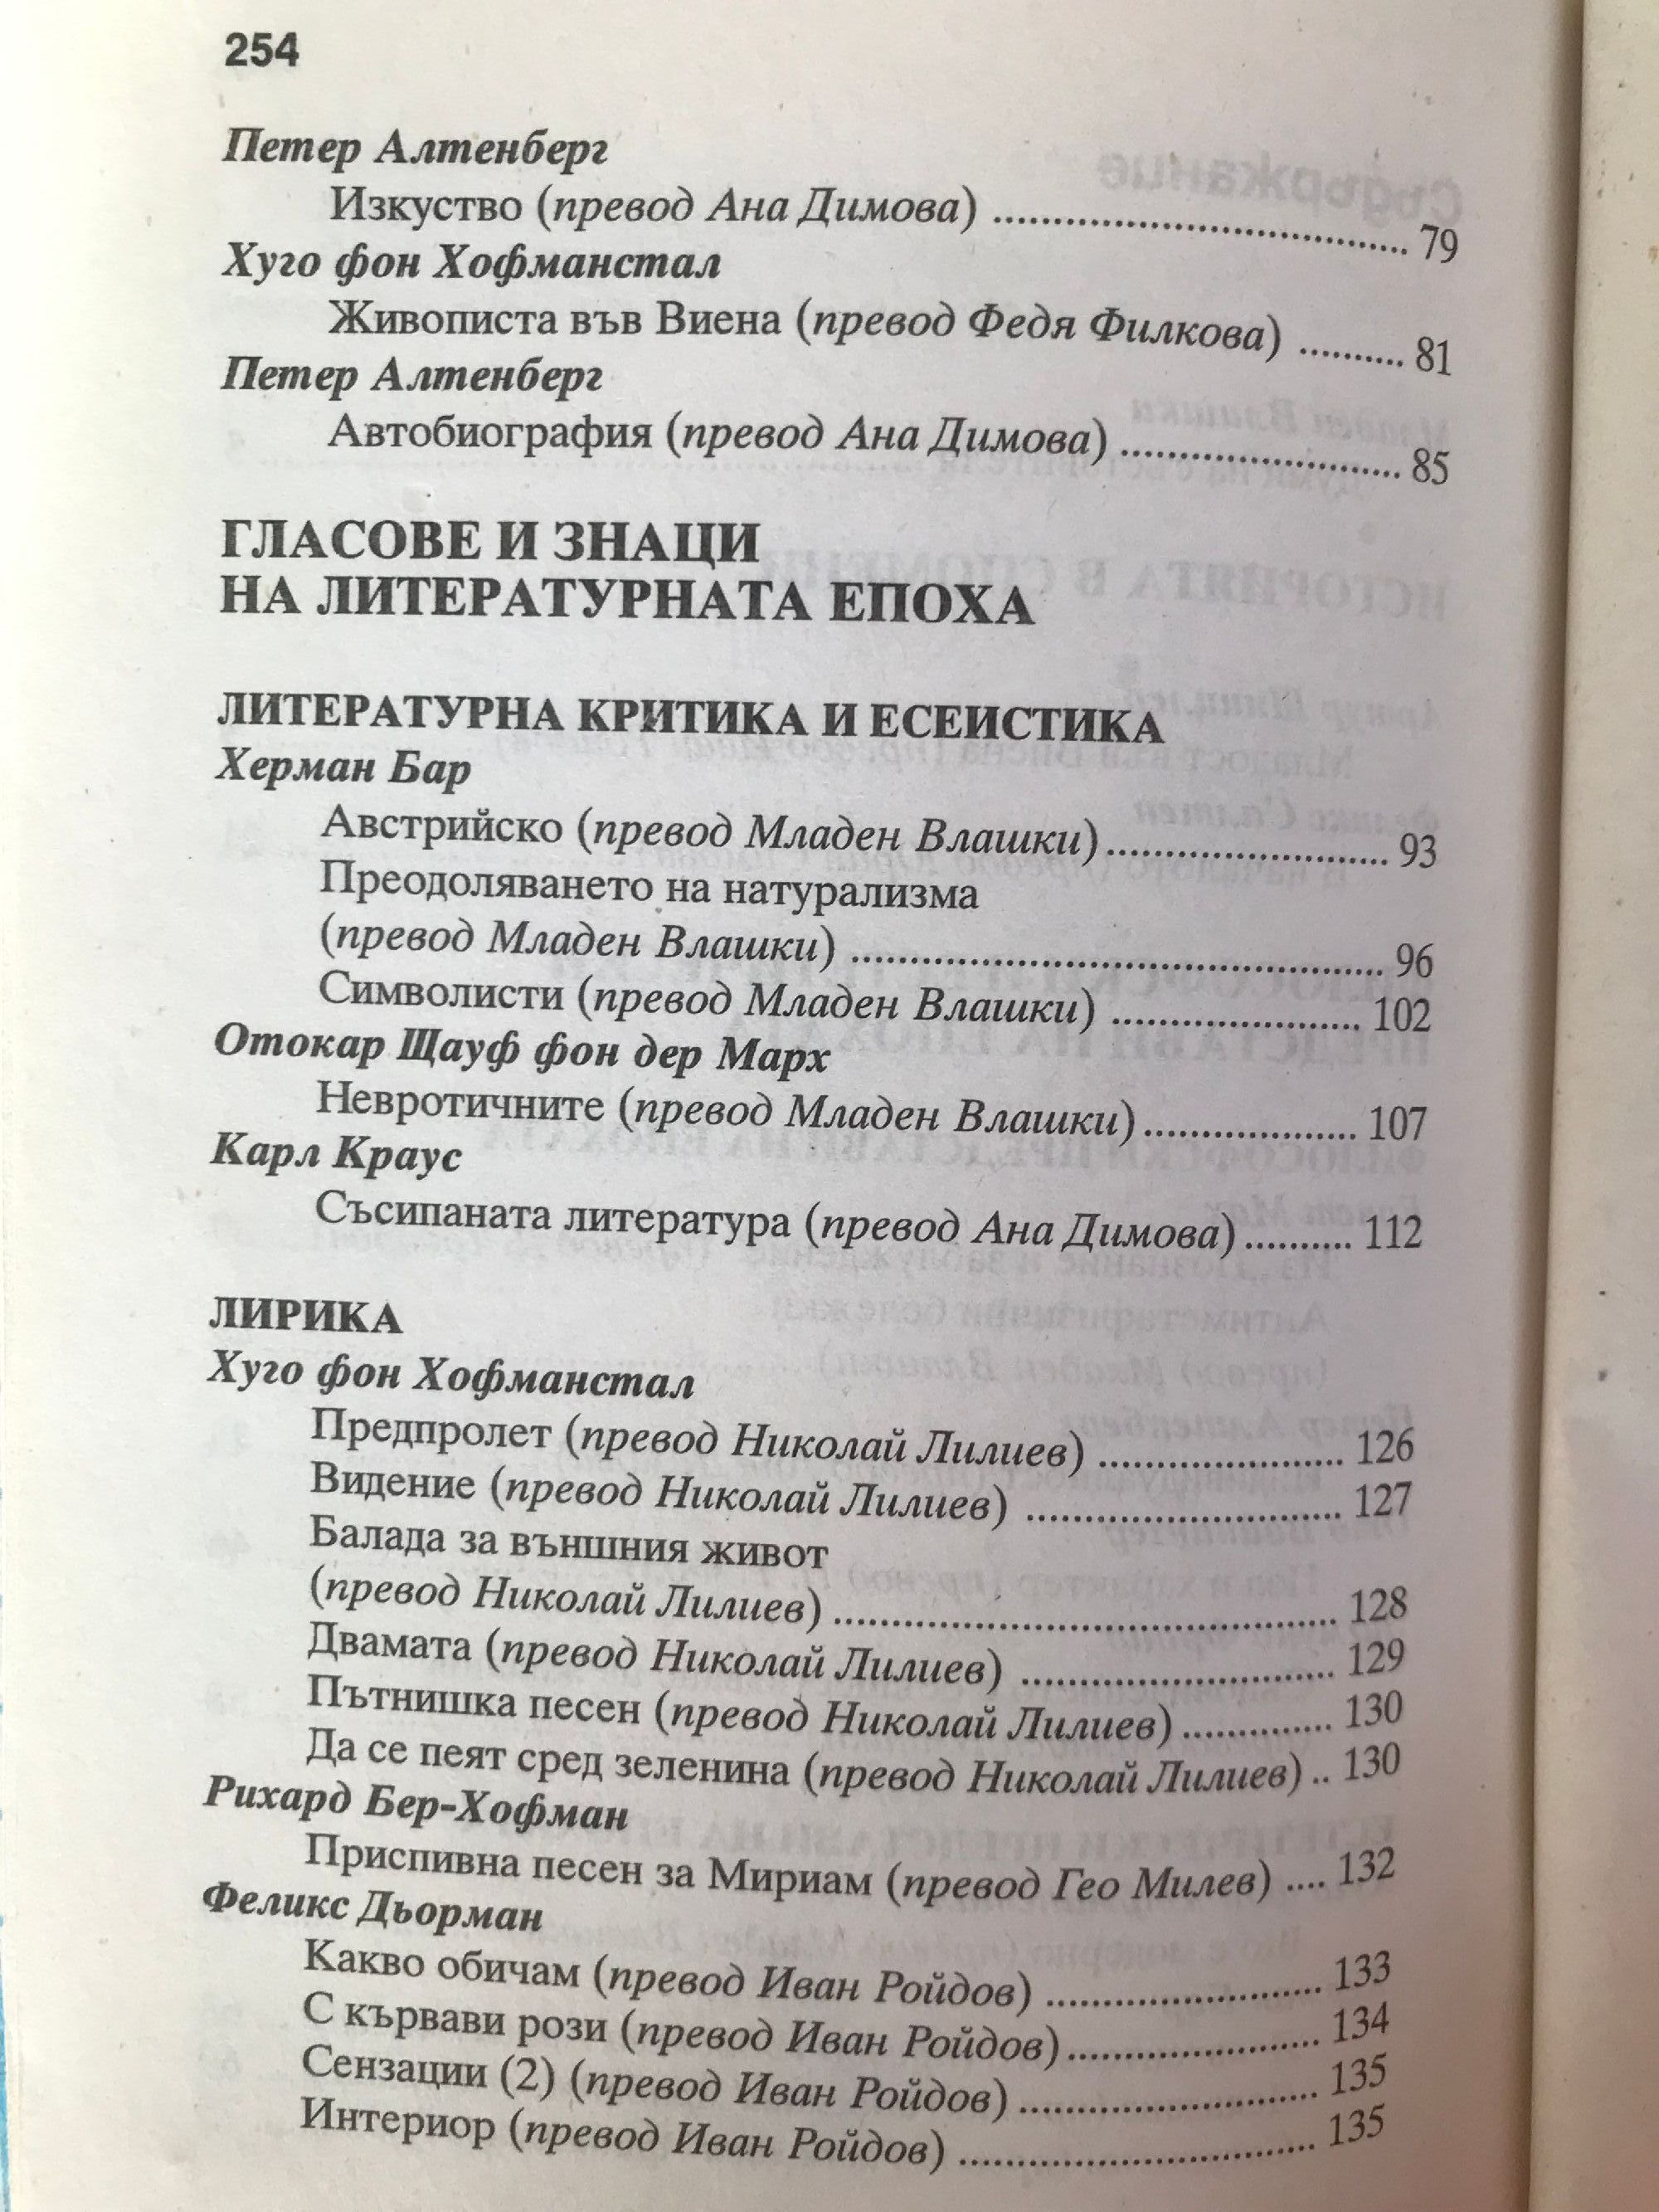 254
Петер Алтенберг
Изкуство (превод Ана Димова) ........................................ 79
Хуго фон Хофманстал
Живописта във Виена (превод Федя Филкова) .......... 81
Петер Алтенберг
Автобиография (превод Ана Димова) ........................... 85
ГЛАСОВЕ И ЗНАЦИ
НА ЛИТЕРАТУРНАТА ЕПОХА
ЛИТЕРАТУРНА КРИТИКА И ЕСЕИСТИКА
Херман Бар
Австрийско (превод Младен Влашки).......................... 93
Преодоляването на натурализма
(превод Младен Влашки) .................................................. 96
Символисти (превод Младен Влашки) ....................... 102
Отокар Щауф фон дер Марх
Невротичните (превод Младен Влашки).................... 107
Карл Краус
Съсипаната литература (превод Ана Димова).......... 112
ЛИРИКА
Хуго фон Хофманстал
Предпролет (превод Николай Лилиев) ....................... 126
Видение (превод Николай Лилиев) ............................. 127
Балада за външния живот
(превод Николай Лилиев) ............................................... 128
Двамата (превод Николай Лилиев) ............................. 129
Пътнишка песен (превод Николай Лилиев).............. 130
Да се пеят сред зеленина (превод Николай Лилиев) .. 130
Рихард Бер-Хофман
Приспивна песен за Мириам (превод Гео Милев) .... 132
Феликс Дьорман
Какво обичам (превод Иван Ройдов) .......................... 133
С кървави рози (превод Иван Ройдов)........................ 134
Сензации (2) (превод Иван Ройдов) ............................ 135
Интериор (превод Иван Ройдов) ................................. 135